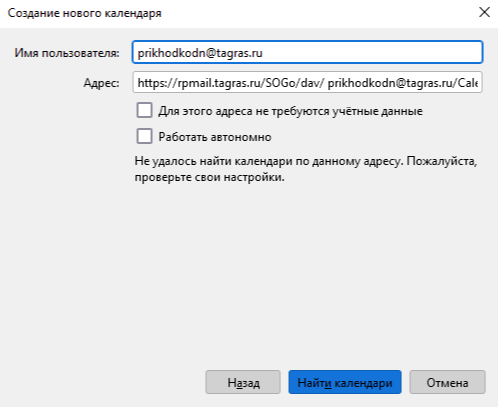 Создание нового календаря
Имя пользователя: prikhodkodn@tagras.ru
Адрес: https://rpmail.tagras.ru/SOGo/dav/ prikhodkodn@tagras.ru/Cale
Для этого адреса не требуются учётные данные
Работать автономно
Не удалось найти календари по данному адресу. Пожалуйста,
проверьте свои настройки.
Назад Найти календари Отмена